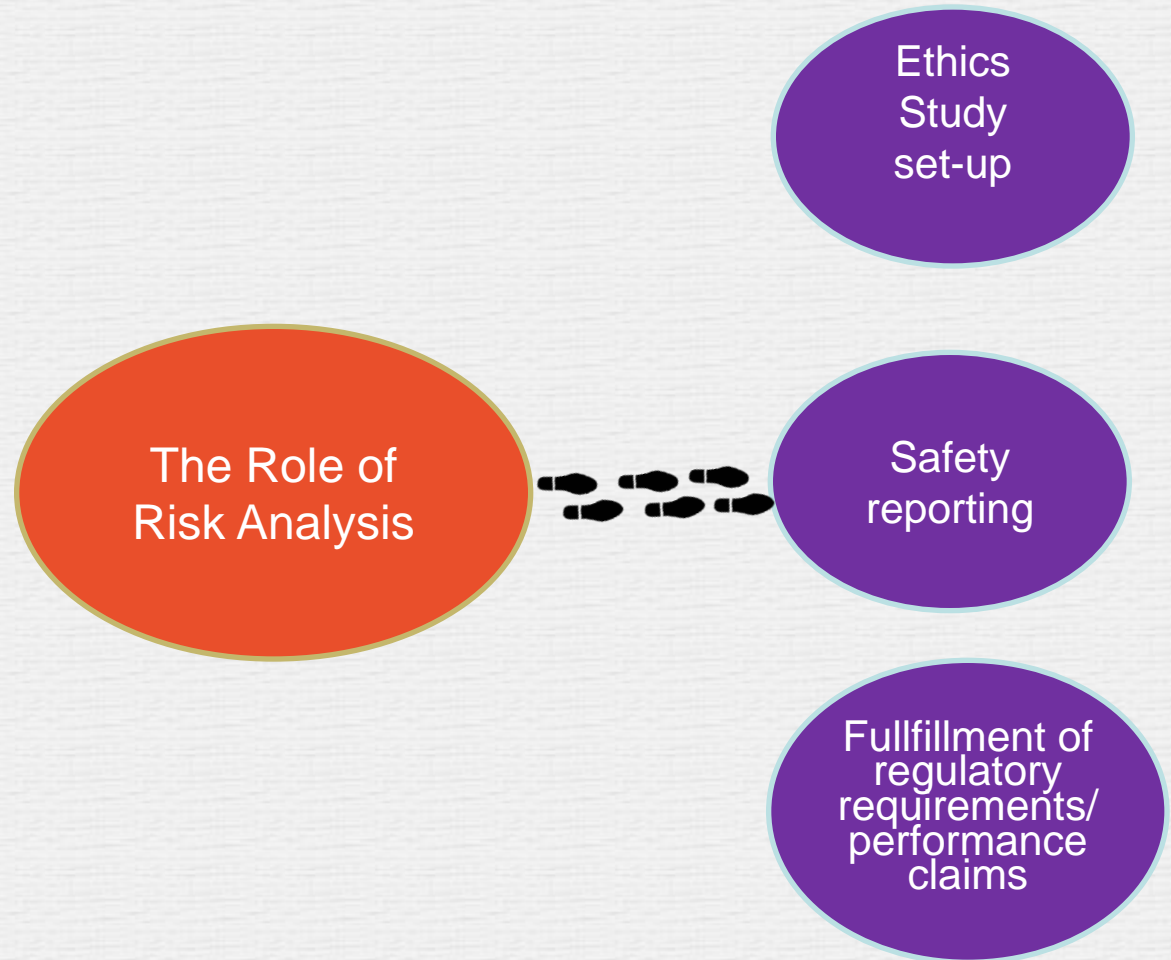 Ethics
Study
set-up
The Role of
Risk Analysis
Safety
reporting
Fullfillment of
regulatory
requirements/
performance
claims